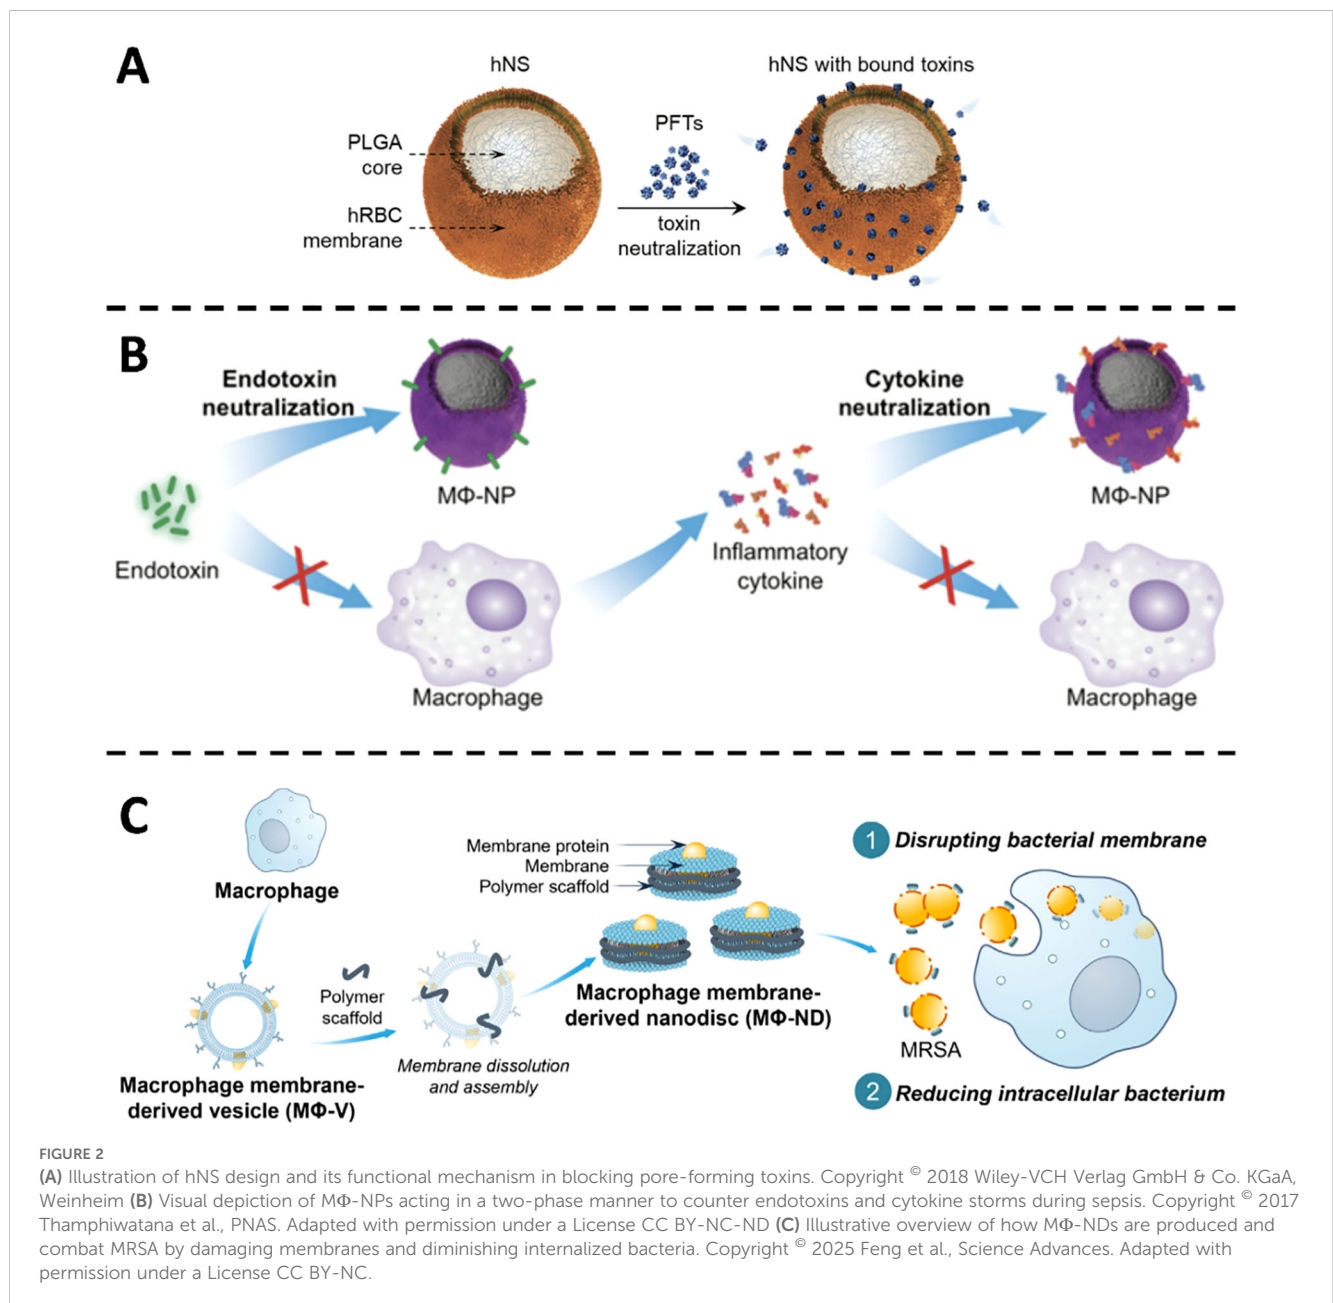 A
hNS
hNS with bound toxins
PLGA
core
hRBC
membrane
PFTs
toxin
neutralization
B
Endotoxin
neutralization
MΦ-NP
Endotoxin
Macrophage
Inflammatory
cytokine
Cytokine
neutralization
MΦ-NP
Macrophage
C
Macrophage
Macrophage membrane-
derived vesicle (MΦ-V)
Polymer
scaffold
Membrane dissolution
and assembly
Membrane protein
Membrane
Polymer scaffold
Macrophage membrane-
derived nanodisc (MΦ-ND)
1 Disrupting bacterial membrane
MRSA
2 Reducing intracellular bacterium
FIGURE 2
(A) Illustration of hNS design and its functional mechanism in blocking pore-forming toxins. Copyright © 2018 Wiley-VCH Verlag GmbH & Co. KGaA,
Weinheim (B) Visual depiction of MΦ-NPs acting in a two-phase manner to counter endotoxins and cytokine storms during sepsis. Copyright © 2017
Thamphiwatana et al., PNAS. Adapted with permission under a License CC BY-NC-ND (C) Illustrative overview of how MΦ-NDs are produced and
combat MRSA by damaging membranes and diminishing internalized bacteria. Copyright © 2025 Feng et al., Science Advances. Adapted with
permission under a License CC BY-NC.